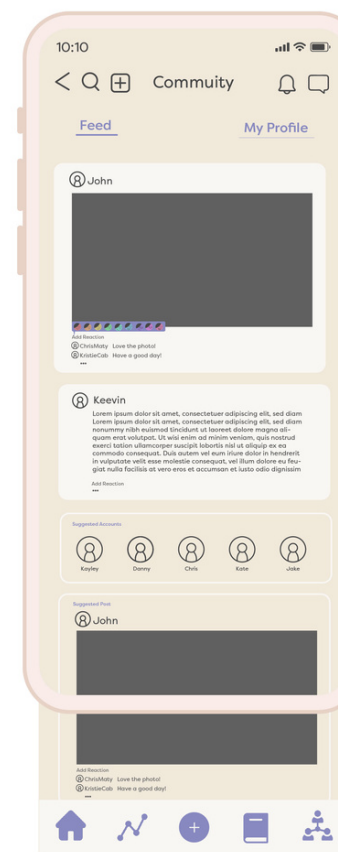 10:10
Commuity
Feed
My Profile
John
Add Reaction
ChrisMaty Love the photo!
KristieCab Have a good day!
...
Keevin
Lorem ipsum dolor sit amet, consectetuer adipiscing elit, sed diam
Lorem ipsum dolor sit amet, consectetuer adipiscing elit, sed diam
nonummy nibh euismod tincidunt ut laoreet dolore magna ali-
quam erat volutpat. Ut wisi enim ad minim veniam, quis nostrud
exerci tation ullamcorper suscipit lobortis nisl ut aliquip ex ea
commodo consequat. Duis autem vel eum iriure dolor in hendrerit
in vulputate velit esse molestie consequat, vel illum dolore eu feu-
giat nulla facilisis at vero eros et accumsan et iusto odio dignissim
Add Reaction
...
Suggested Accounts
Kayley
Danny
Chris
Kate
Jake
Suggested Post
John
Add Reaction
ChrisMaty Love the photo!
KristieCab Have a good day!
...